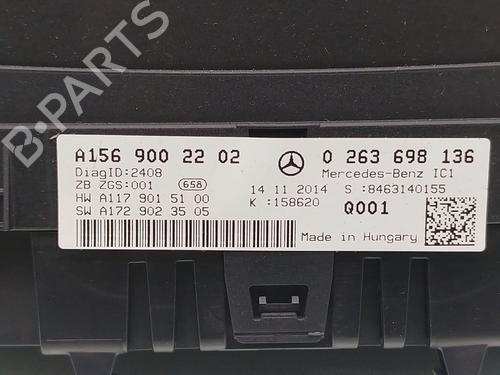 B-PARTS
A156 900 22 02
0 263 698 136
DiagID:2408
Mercedes-Benz IC1
ZB ZGS:001 658
14 11 2014 S :8463140155
HW A117 901 51 00
K :158620 Q001
SW A172 902 35 05
Made in Hungary